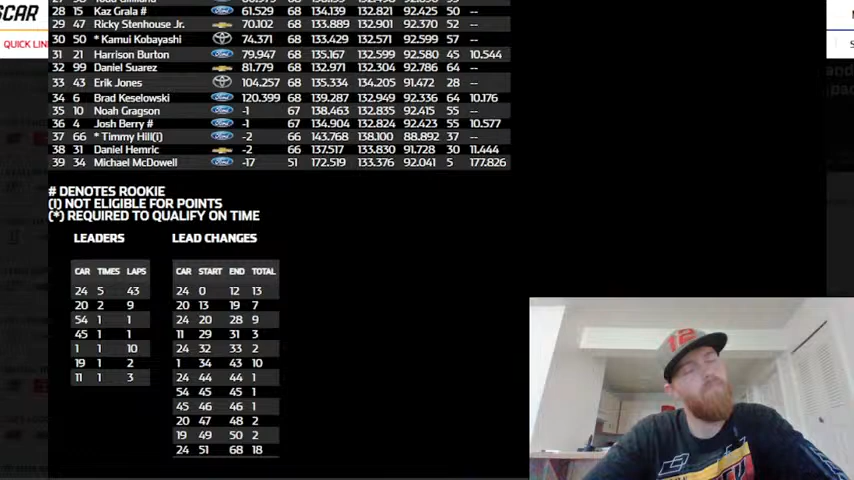 SCAR
QUICK LIN
28 15 Kaz Grala # 61.529 68 134.139 132.901 92.425 50 --
29 47 Ricky Stenhouse Jr. 70.102 68 133.889 132.901 92.370 52 --
30 50 * Kamui Kobayashi 74.371 68 133.429 132.571 92.599 57 --
31 21 Harrison Burton 79.947 68 135.167 132.599 92.580 45 10.544
32 99 Daniel Suarez 81.779 68 132.971 132.304 92.786 64 --
33 43 Erik Jones 104.257 68 135.334 134.205 91.472 28 --
34 6 Brad Keselowski 120.399 68 139.287 132.949 92.336 64 10.176
35 10 Noah Gragson -1 67 138.463 132.835 92.415 55 --
36 4 Josh Berry # -1 67 134.904 132.824 92.423 55 10.577
37 66 * Timmy Hill(i) -2 66 143.768 138.100 88.892 37 --
38 31 Daniel Hemric -2 66 137.517 133.830 91.728 30 11.444
39 34 Michael McDowell -17 51 172.519 133.376 92.041 5 177.826
# DENOTES ROOKIE
(I) NOT ELIGIBLE FOR POINTS
(*) REQUIRED TO QUALIFY ON TIME
LEADERS
CAR TIMES LAPS
24 5 43
20 2 9
54 1 1
45 1 1
1 1 10
19 1 2
11 1 3
LEAD CHANGES
CAR START END TOTAL
24 0 12 13
20 13 19 7
24 20 28 9
11 29 31 3
24 32 33 2
1 34 43 10
24 44 44 1
54 45 45 1
45 46 46 1
20 47 48 2
19 49 50 2
24 51 68 18
12